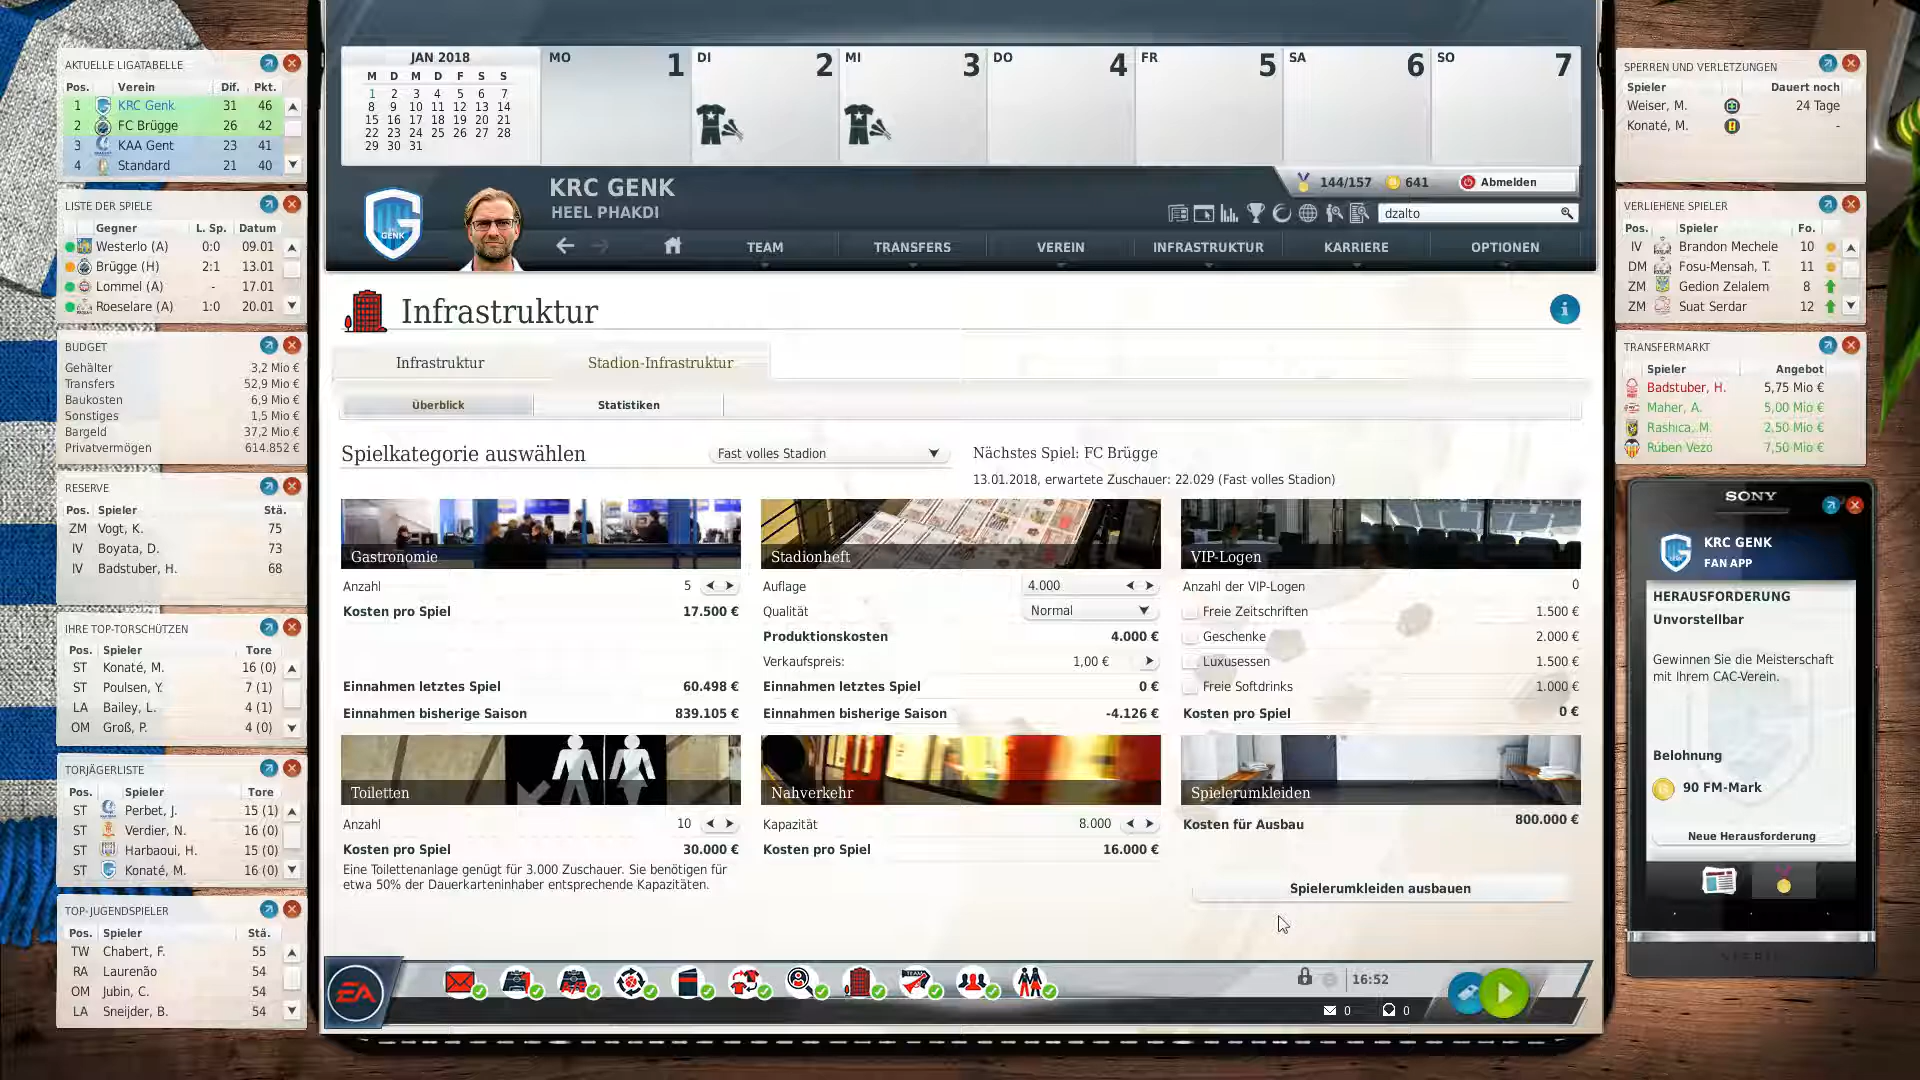 AKTUELLE LIGATABELLE
Pos. Verein Dif. Pkt.
1 KRC Genk 31 46
2 FC Brügge 26 42
3 KAA Gent 23 41
4 Standard 21 40
LISTE DER SPIELE
Gegner L. Sp. Datum
Westerlo (A) 0:0 09.01
Brügge (H) 2:1 13.01
Lommel (A) - 17.01
Roeselare (A) 1:0 20.01
BUDGET
Gehälter 3,2 Mio €
Transfers 52,9 Mio €
Baukosten 6,9 Mio €
Sonstiges 1,5 Mio €
Bargeld 37,2 Mio €
Privatvermögen 614.852 €
RESERVE
Pos. Spieler Stä.
ZM Vogt, K. 75
IV Boyata, D. 73
IV Badstuber, H. 68
IHRE TOP-TORSCHÜTZEN
Pos. Spieler Tore
ST Konaté, M. 16 (0)
ST Poulsen, Y. 7 (1)
LA Bailey, L. 4 (1)
OM Groß, P. 4 (0)
TORJÄGERLISTE
Pos. Spieler Tore
ST Perbet, J. 15 (1)
ST Verdier, N. 16 (0)
ST Harbaoui, H. 15 (0)
ST Konaté, M. 16 (0)
TOP-JUGENDSPIELER
Pos. Spieler Stä.
TW Chabert, F. 55
RA Laurenão 54
OM Jubin, C. 54
LA Sneijder, B. 54
JAN 2018
M D M D F S S
1 2 3 4 5 6 7
8 9 10 11 12 13 14
15 16 17 18 19 20 21
22 23 24 25 26 27 28
29 30 31
MO 1 DI 2 MI 3 DO 4 FR 5 SA 6 SO 7
144/157 641 Abmelden
KRC GENK
HEEL PHAKDI
GENK
dzalto
TEAM TRANSFERS VEREIN INFRASTRUKTUR KARRIERE OPTIONEN
Infrastruktur
Infrastruktur Stadion-Infrastruktur
Überblick Statistiken
Spielkategorie auswählen Fast volles Stadion
Nächstes Spiel: FC Brügge
13.01.2018, erwartete Zuschauer: 22.029 (Fast volles Stadion)
Gastronomie
Anzahl 5
Kosten pro Spiel 17.500 €
Einnahmen letztes Spiel 60.498 €
Einnahmen bisherige Saison 839.105 €
Stadionheft
Auflage 4.000
Qualität Normal
Produktionskosten 4.000 €
Verkaufspreis: 1,00 €
Einnahmen letztes Spiel 0 €
Einnahmen bisherige Saison -4.126 €
VIP-Logen
Anzahl der VIP-Logen 0
Freie Zeitschriften 1.500 €
Geschenke 2.000 €
Luxusessen 1.500 €
Freie Softdrinks 1.000 €
Kosten pro Spiel 0 €
Toiletten
Anzahl 10
Kosten pro Spiel 30.000 €
Eine Toilettenanlage genügt für 3.000 Zuschauer. Sie benötigen für
etwa 50% der Dauerkarteninhaber entsprechende Kapazitäten.
Nahverkehr
Kapazität 8.000
Kosten pro Spiel 16.000 €
Spielerumkleiden
Kosten für Ausbau 800.000 €
Spielerumkleiden ausbauen
EA
16:52
0 0
SPERREN UND VERLETZUNGEN
Spieler Dauert noch
Weiser, M. 24 Tage
Konaté, M. -
VERLIEHENE SPIELER
Pos. Spieler Fo.
IV Brandon Mechele 10
DM Fosu-Mensah, T. 11
ZM Gedion Zelalem 8
ZM Suat Serdar 12
TRANSFERMARKT
Spieler Angebot
Badstuber, H. 5,75 Mio €
Maher, A. 5,00 Mio €
Rashica, M. 2,50 Mio €
Rúben Vezo 7,50 Mio €
SONY
KRC GENK
FAN APP
HERAUSFORDERUNG
Unvorstellbar
Gewinnen Sie die Meisterschaft
mit Ihrem CAC-Verein.
Belohnung
90 FM-Mark
Neue Herausforderung